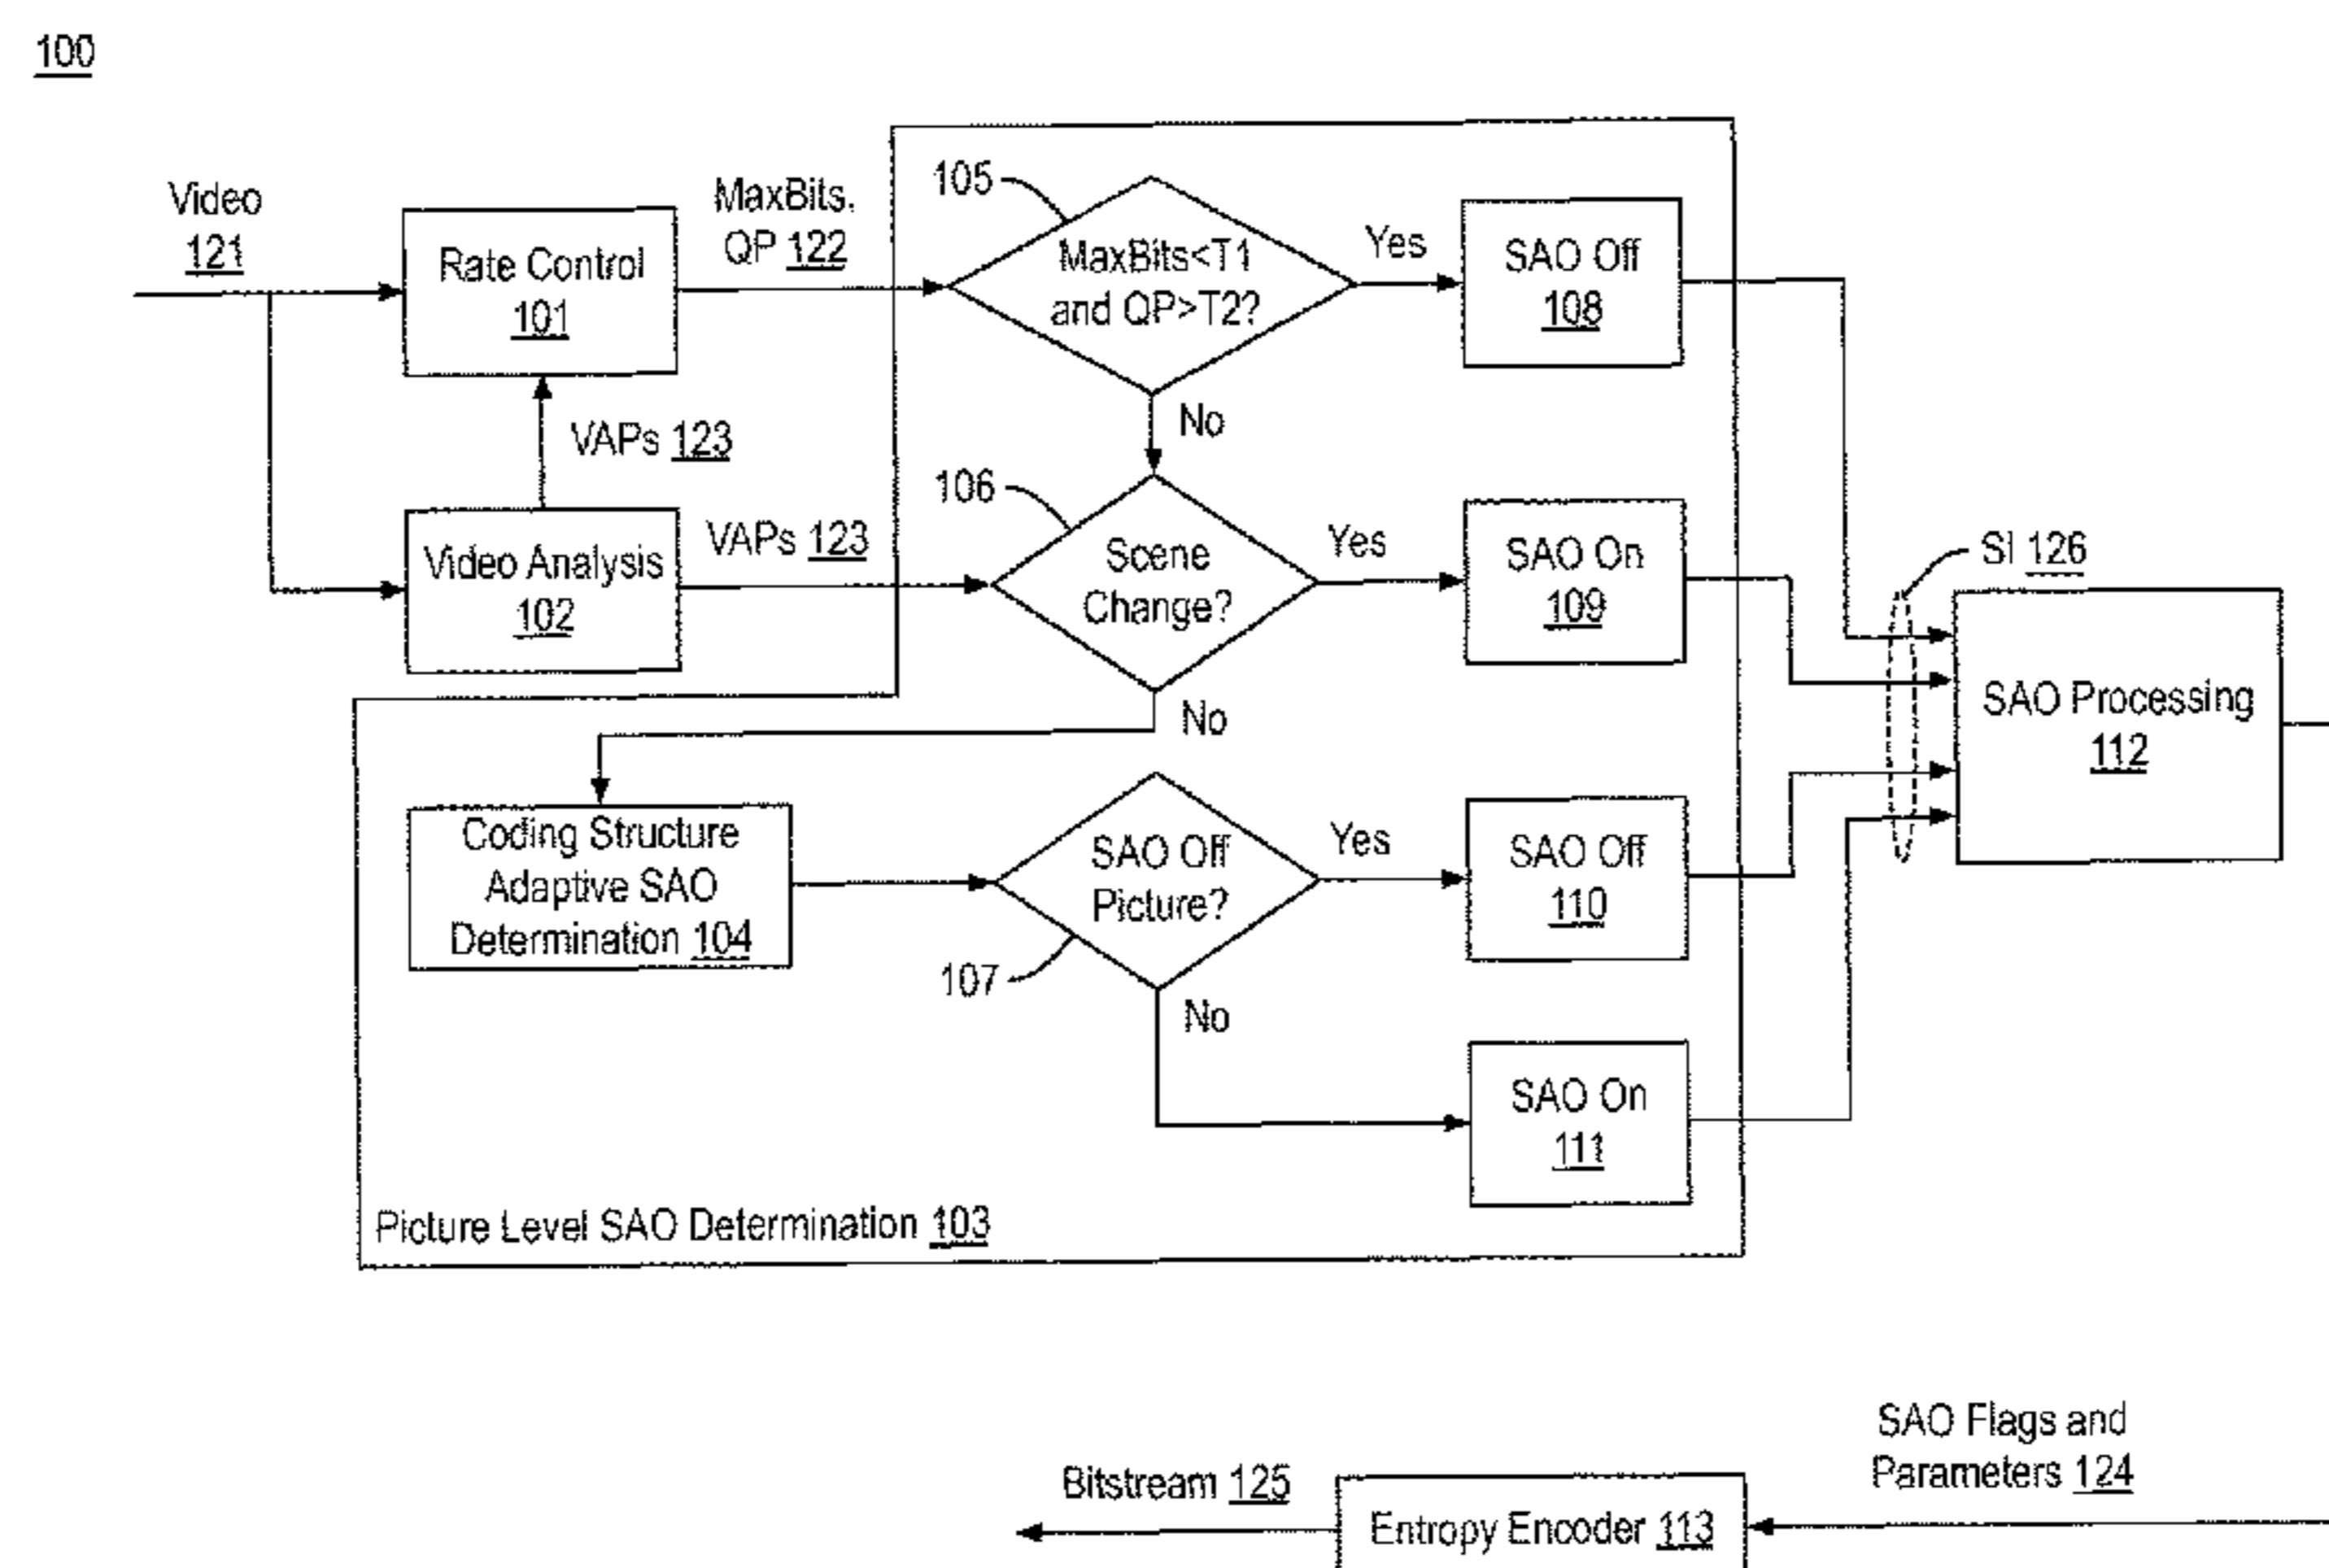 100
Video
121
Rate Control
101
MaxBits,
QP 122
105
MaxBits<T1
and QP>T2?
Yes
SAO Off
108
No
VAPs 123
Video Analysis
102
VAPs 123
106
Scene
Change?
Yes
SAO On
109
No
SI 126
SAO Processing
112
Coding Structure
Adaptive SAO
Determination 104
SAO Off
Picture?
107
Yes
SAO Off
110
No
SAO On
111
Picture Level SAO Determination 103
SAO Flags and
Parameters 124
Bitstream 125
Entropy Encoder 113